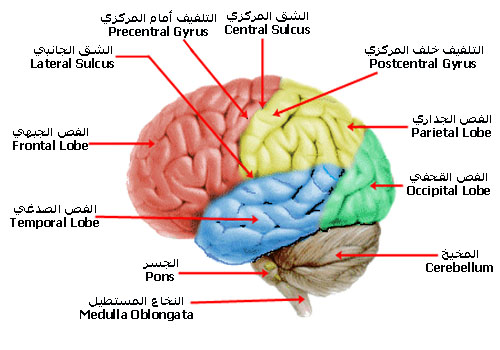 التلفيف أمام المركزي
Precentral Gyrus
الشق المركزي
Central Sulcus
الشق الجانبي
Lateral Sulcus
التلفيف خلف المركزي
Postcentral Gyrus
الفص الجبهي
Frontal Lobe
الفص الجداري
Parietal Lobe
الفص القحفي
Occipital Lobe
الفص الصدغي
Temporal Lobe
المخيخ
Cerebellum
الجسر
Pons
النخاع المستطيل
Medulla Oblongata